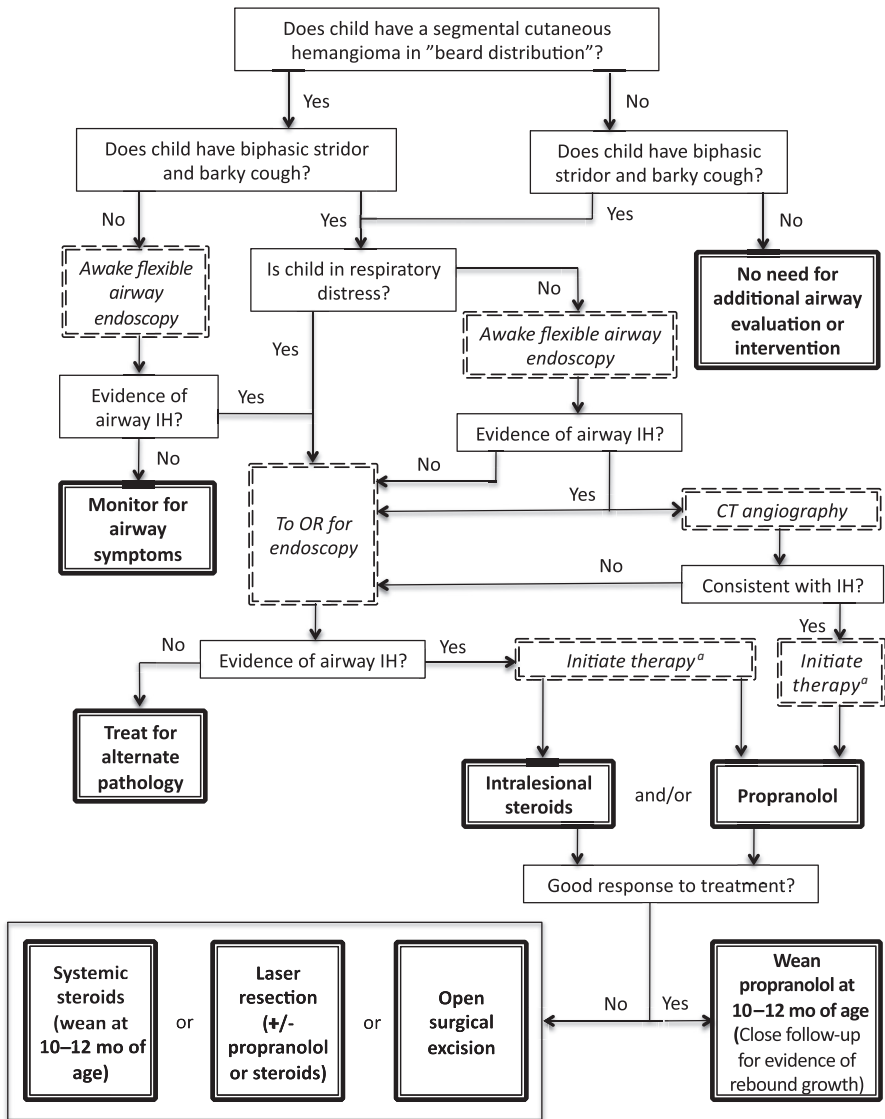 Does child have a segmental cutaneous
hemangioma in ”beard distribution”?
Yes
No
Does child have biphasic stridor
and barky cough?
Does child have biphasic
stridor and barky cough?
No
Yes
Yes
No
Awake flexible
airway
endoscopy
Is child in respiratory
distress?
No need for
additional airway
evaluation or
intervention
No
Awake flexible airway
endoscopy
Yes
Evidence of
airway IH?
Yes
Evidence of airway IH?
No
No
Yes
Monitor for
airway
symptoms
To OR for
endoscopy
CT angiography
No
Consistent with IH?
Yes
No
Evidence of airway IH?
Yes
Initiate therapyᵃ
Initiate
therapyᵃ
Treat for
alternate
pathology
Intralesional
steroids
and/or
Propranolol
Good response to treatment?
Systemic
steroids
(wean at
10–12 mo of
age)
or
Laser
resection
(+/-
propranolol
or steroids)
or
Open
surgical
excision
No
Yes
Wean
propranolol at
10–12 mo of age
(Close follow-up
for evidence of
rebound growth)